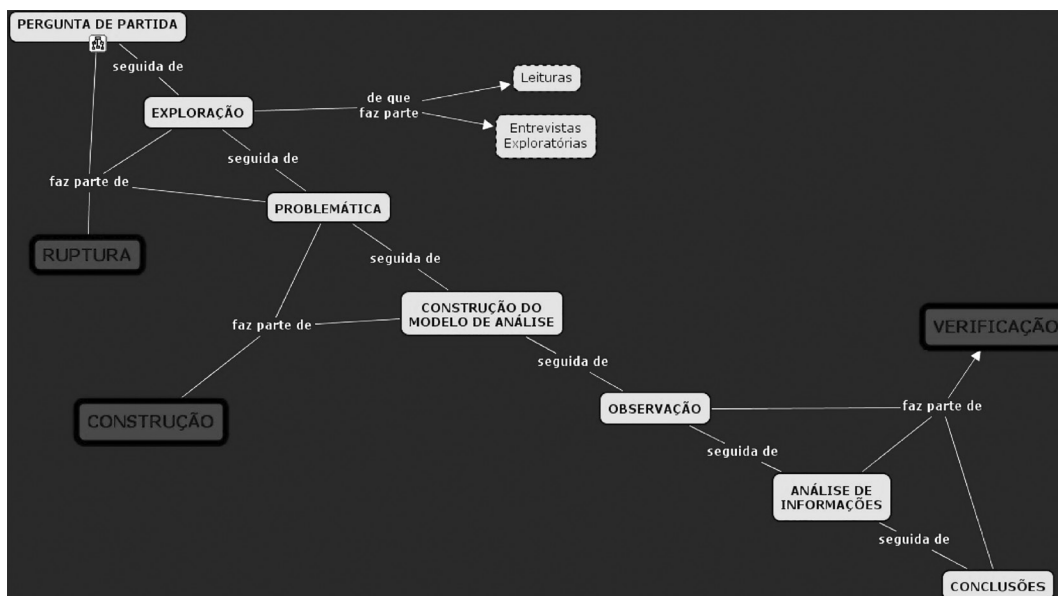 PERGUNTA DE PARTIDA
seguida de
Leituras
de que
faz parte
EXPLORAÇÃO
Entrevistas
Exploratórias
seguida de
faz parte de
PROBLEMÁTICA
RUPTURA
seguida de
CONSTRUÇÃO DO
MODELO DE ANÁLISE
faz parte de
VERIFICAÇÃO
seguida de
CONSTRUÇÃO
OBSERVAÇÃO
faz parte de
seguida de
ANÁLISE DE
INFORMAÇÕES
seguida de
CONCLUSÕES